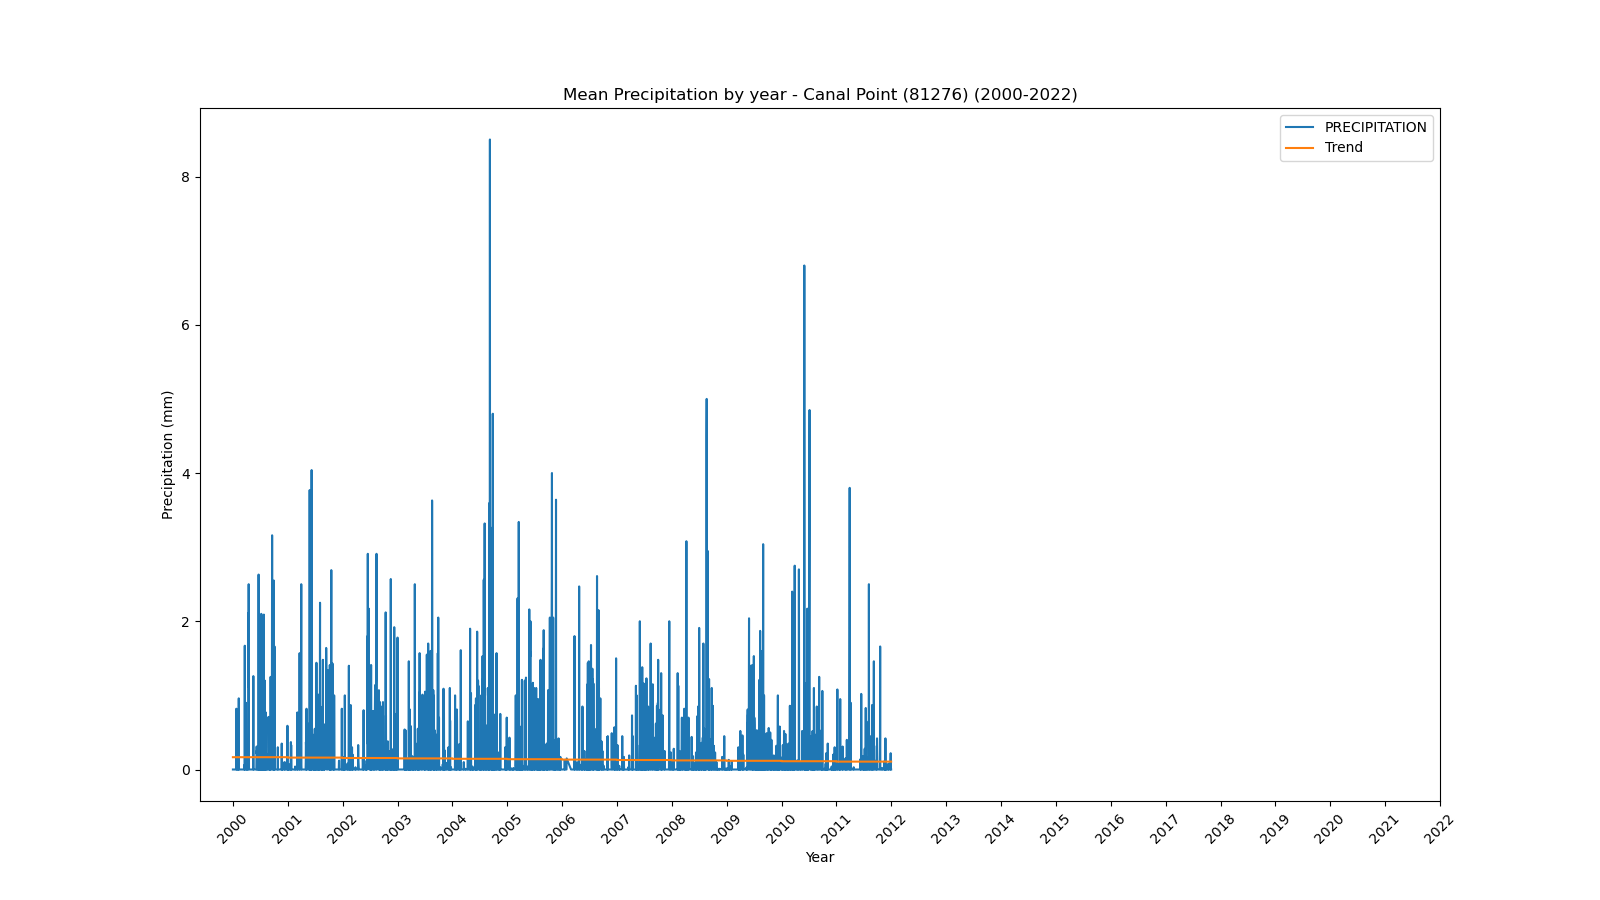 Mean Precipitation by year - Canal Point (81276) (2000-2022)
PRECIPITATION
Trend
8
6
4
2
0
Precipitation (mm)
2000 2001 2002 2003 2004 2005 2006 2007 2008 2009 2010 2011 2012 2013 2014 2015 2016 2017 2018 2019 2020 2021 2022
Year